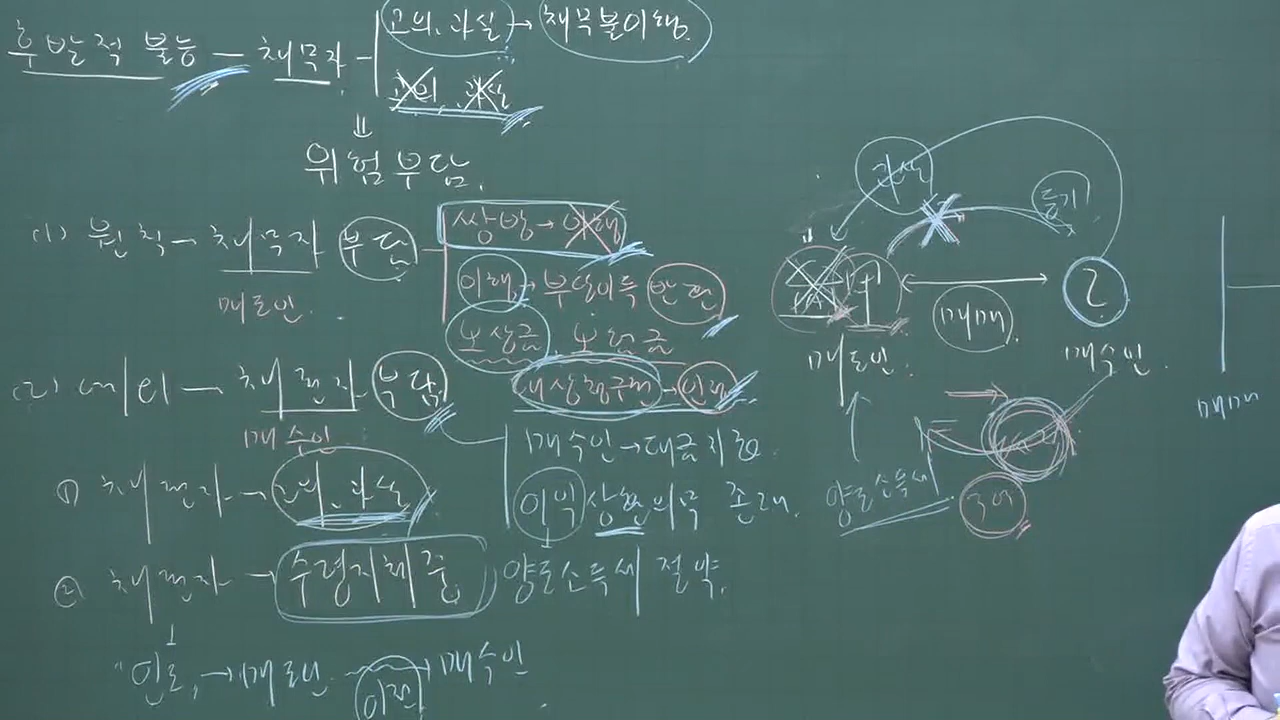 후발적 불능 — 채무자 — 고의, 과실 → 채무불이행.
고의, 과실
⇓
위험부담.
(1) 원칙 — 채무자 부담 — 쌍방 → 이행
매도인.
이행 → 부당이득 반환
보상금, 보험금
(2) 예외 — 채권자 부담
매수인
대상청구권 → 인정
매수인 → 대금지급.
① 채권자 → 고의, 과실
이익상환의무 존재.
② 채권자 — 수령지체 중.
양도소득세 절약.
"인도, → 매도인 이전 → 매수인
과실
등기
매매
매도인.
매수인.
양도소득세
매매